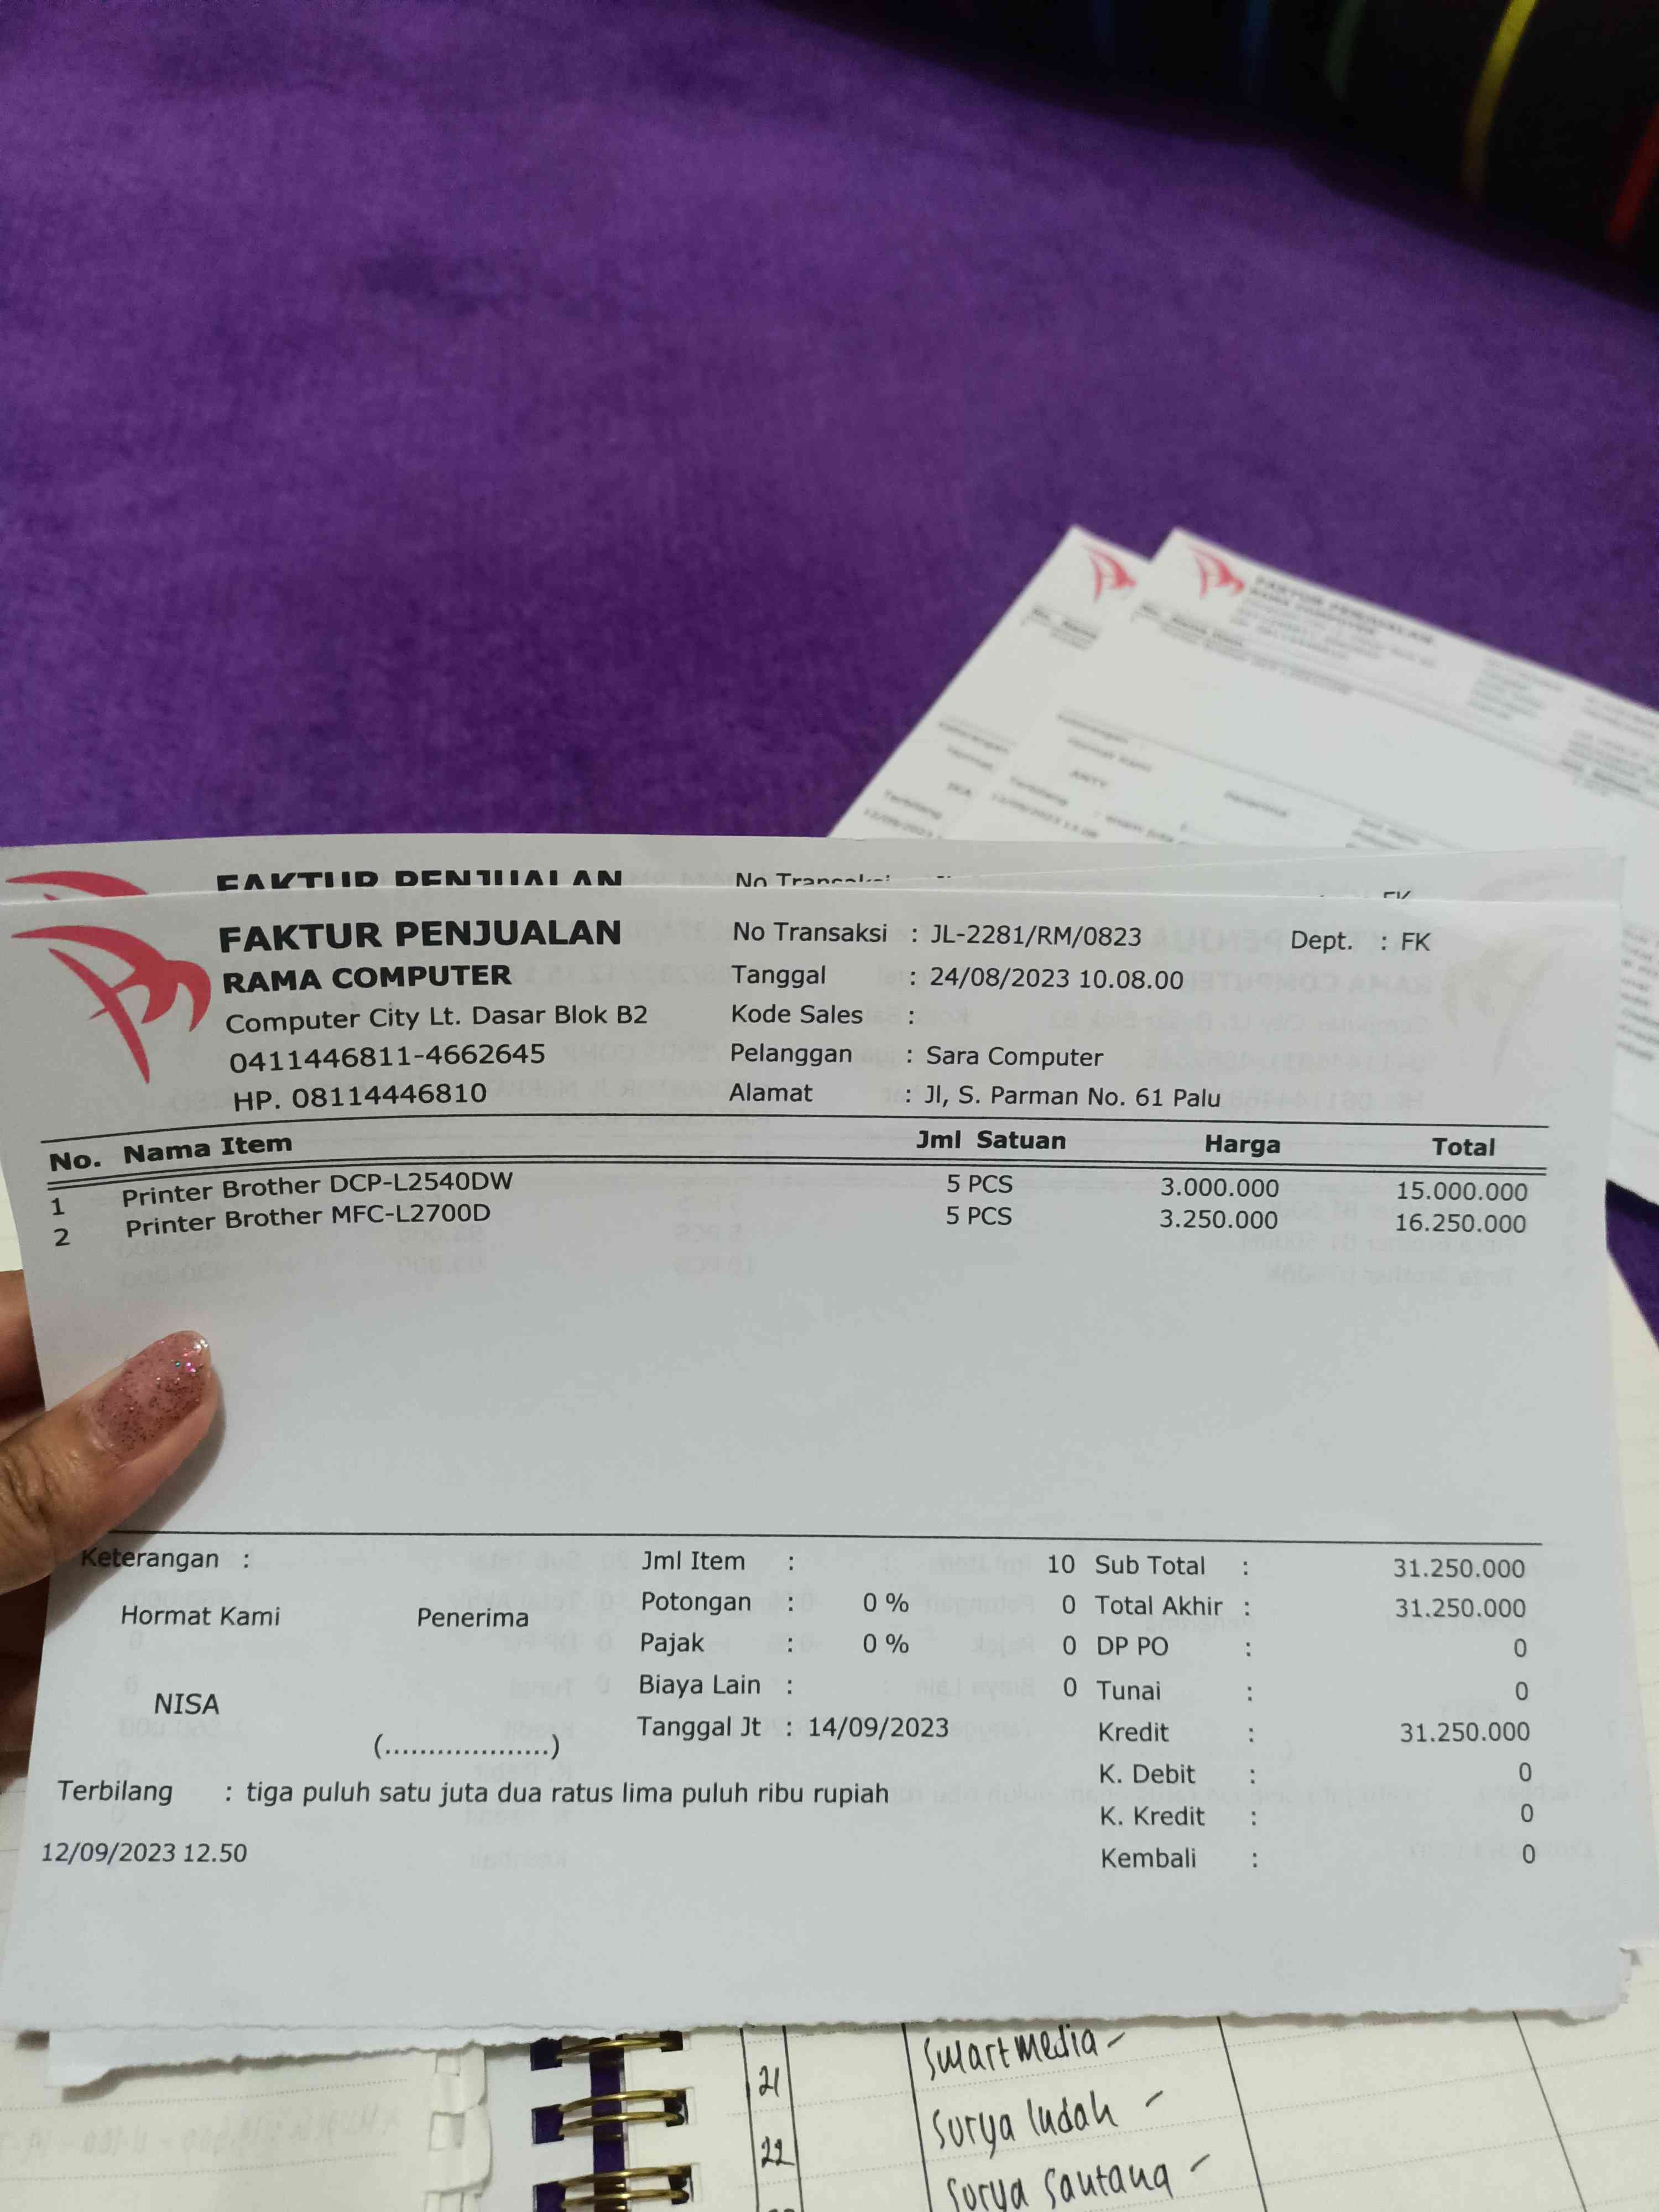 FAKTUR PENJUALAN
No Transaksi
FK
FAKTUR PENJUALAN
RAMA COMPUTER
Computer City Lt. Dasar Blok B2
0411446811-4662645
HP. 08114446810
No Transaksi : JL-2281/RM/0823 Dept. : FK
Tanggal : 24/08/2023 10.08.00
Kode Sales :
Pelanggan : Sara Computer
Alamat : Jl, S. Parman No. 61 Palu
No. Nama Item Jml Satuan Harga Total
1 Printer Brother DCP-L2540DW 5 PCS 3.000.000 15.000.000
2 Printer Brother MFC-L2700D 5 PCS 3.250.000 16.250.000
Keterangan :
Hormat Kami Penerima
NISA
(...................)
Jml Item : 10
Potongan : 0 % 0
Pajak : 0 % 0
Biaya Lain : 0
Tanggal Jt : 14/09/2023
Sub Total : 31.250.000
Total Akhir : 31.250.000
DP PO : 0
Tunai : 0
Kredit : 31.250.000
K. Debit : 0
K. Kredit : 0
Kembali : 0
Terbilang : tiga puluh satu juta dua ratus lima puluh ribu rupiah
12/09/2023 12.50
21 Smartmedia -
22 Surya Indah -
Surya Santana -